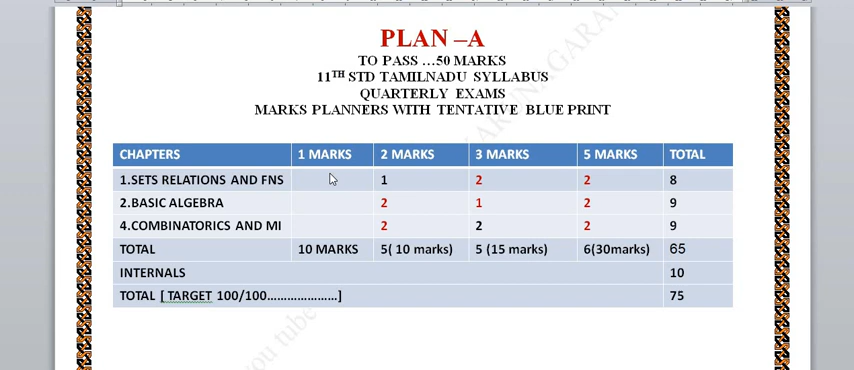 PLAN –A
TO PASS …50 MARKS
11TH STD TAMILNADU SYLLABUS
QUARTERLY EXAMS
MARKS PLANNERS WITH TENTATIVE BLUE PRINT
CHAPTERS 1 MARKS 2 MARKS 3 MARKS 5 MARKS TOTAL
1.SETS RELATIONS AND FNS 1 2 2 8
2.BASIC ALGEBRA 2 1 2 9
4.COMBINATORICS AND MI 2 2 2 9
TOTAL 10 MARKS 5( 10 marks) 5 (15 marks) 6(30marks) 65
INTERNALS 10
TOTAL [ TARGET 100/100…………………] 75
you tube